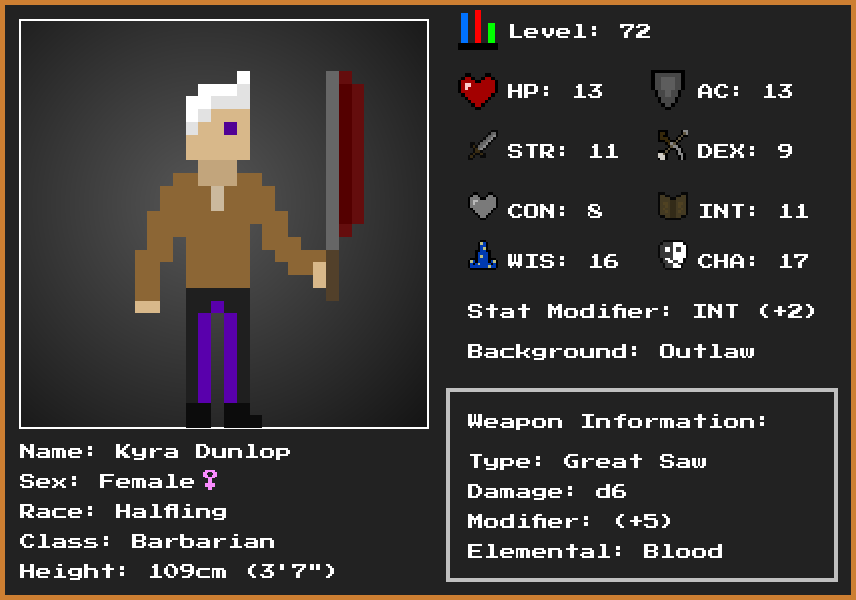 Level: 72
HP: 13
AC: 13
STR: 11
DEX: 9
CON: 8
INT: 11
WIS: 16
CHA: 17
Stat Modifier: INT (+2)
Background: Outlaw
Weapon Information:
Type: Great Saw
Damage: d6
Modifier: (+5)
Elemental: Blood
Name: Kyra Dunlop
Sex: Female♀
Race: Halfling
Class: Barbarian
Height: 109cm (3'7")